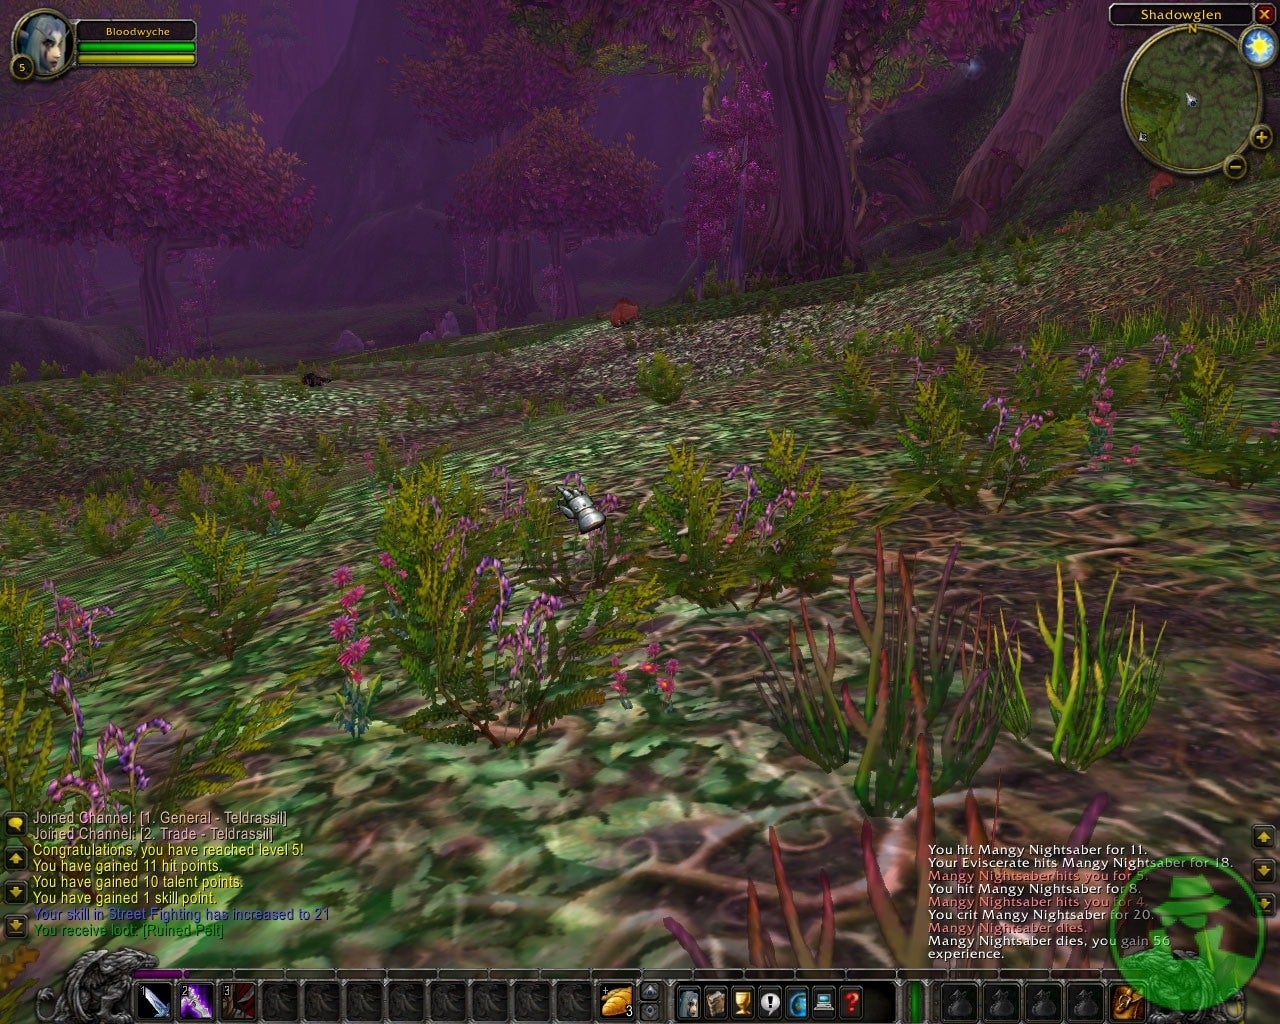 Bloodwyche
5
Shadowglen
N
Joined Channel: [1. General - Teldrassil]
Joined Channel: [2. Trade - Teldrassil]
Congratulations, you have reached level 5!
You have gained 11 hit points.
You have gained 10 talent points.
You have gained 1 skill point.
Your skill in Street Fighting has increased to 21
You receive loot: [Ruined Pelt]
You hit Mangy Nightsaber for 11.
Your Eviscerate hits Mangy Nightsaber for 18.
Mangy Nightsaber hits you for 5.
You hit Mangy Nightsaber for 8.
Mangy Nightsaber hits you for 4.
You crit Mangy Nightsaber for 20.
Mangy Nightsaber dies.
Mangy Nightsaber dies, you gain 56
experience.
1 2 3 + 3